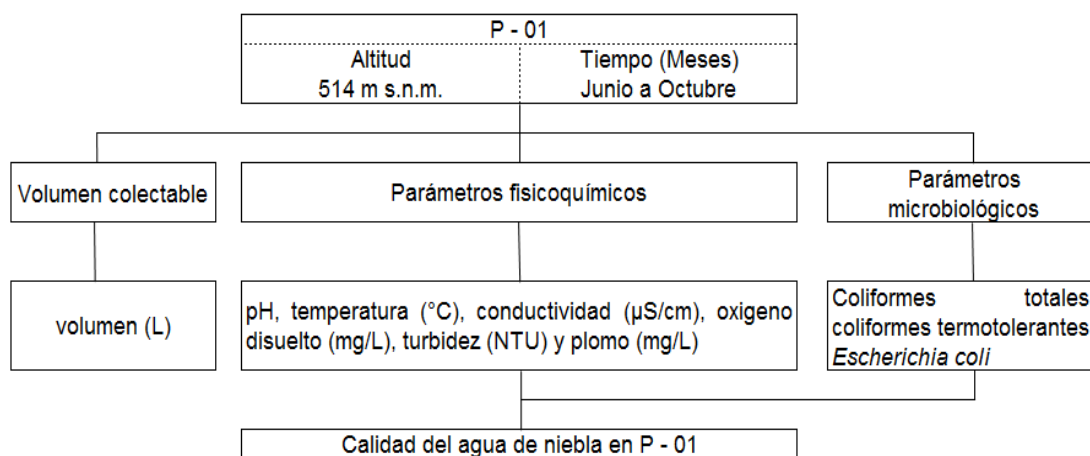 P - 01
Altitud
514 m s.n.m.
Tiempo (Meses)
Junio a Octubre
Volumen colectable
Parámetros fisicoquímicos
Parámetros
microbiológicos
volumen (L)
pH, temperatura (°C), conductividad (µS/cm), oxigeno
disuelto (mg/L), turbidez (NTU) y plomo (mg/L)
Coliformes totales
coliformes termotolerantes
Escherichia coli
Calidad del agua de niebla en P - 01